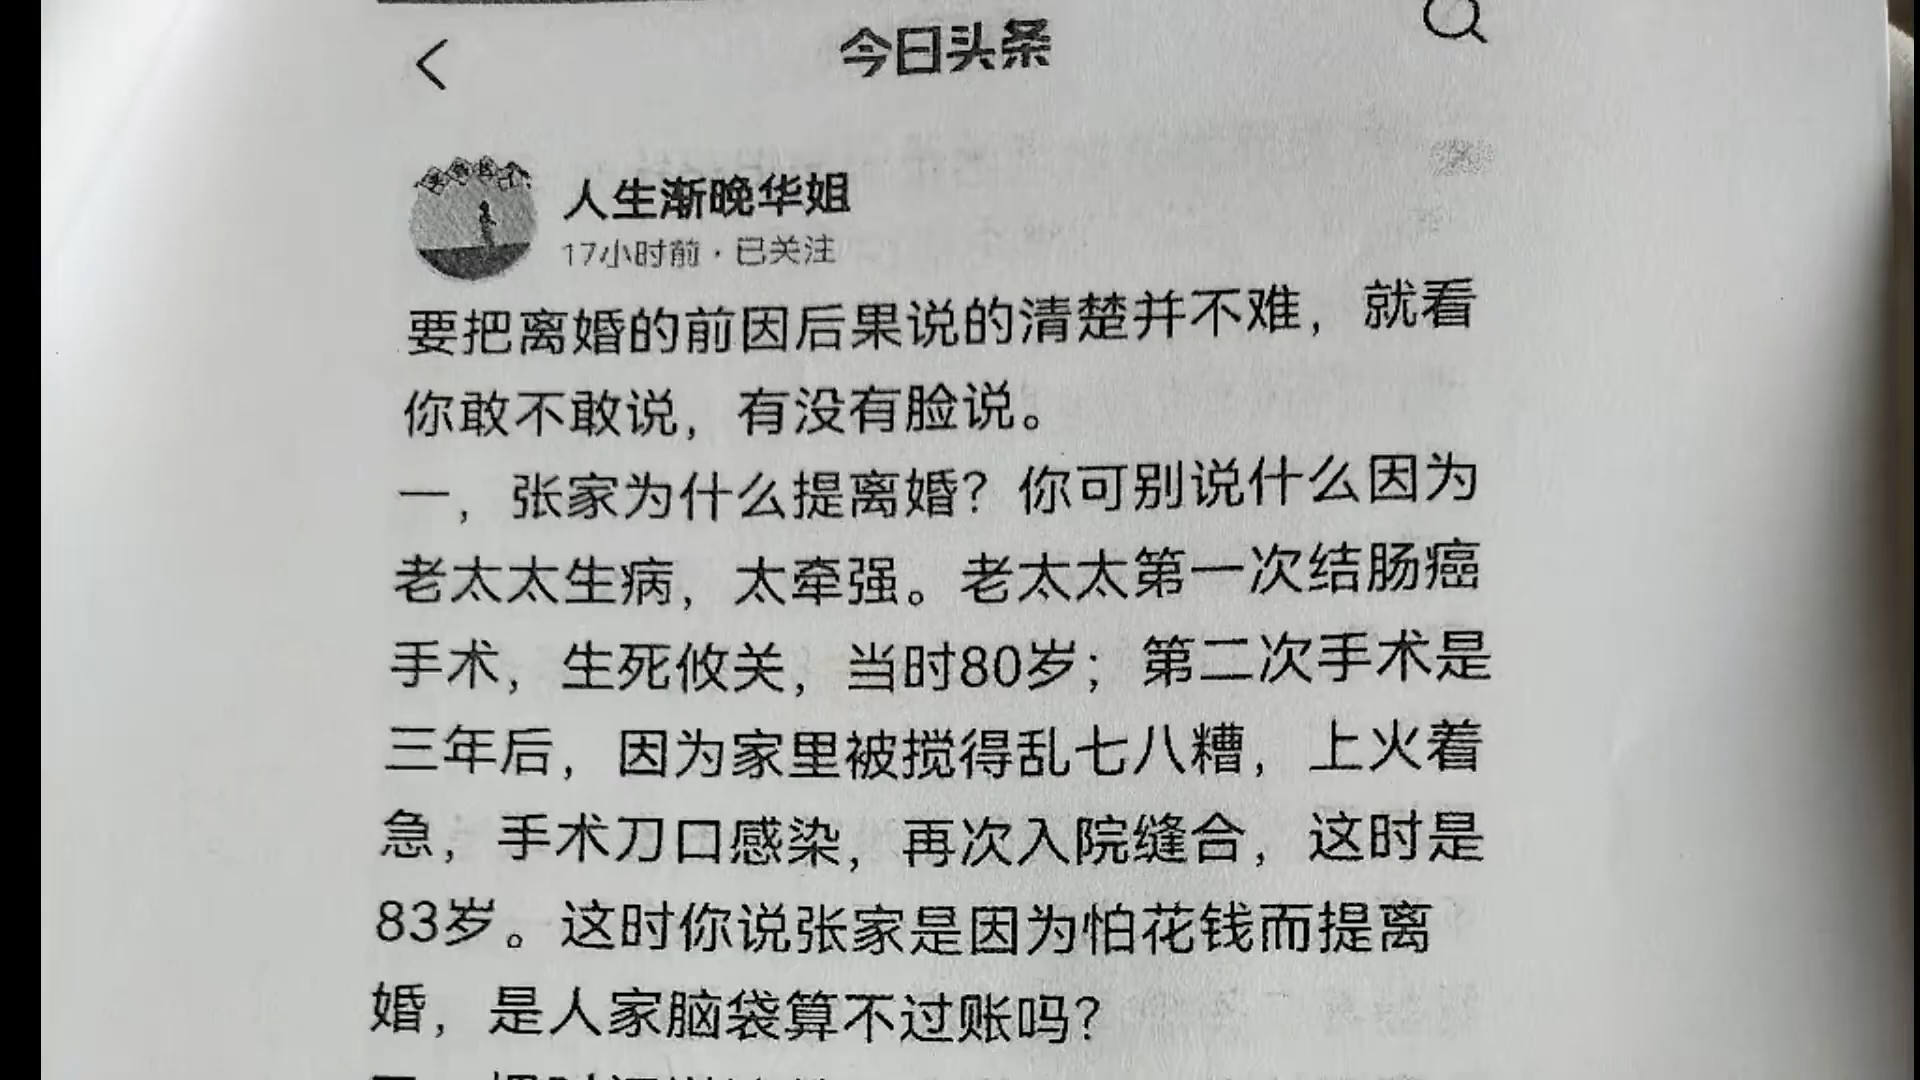 今日头条
人生渐晚华姐
17小时前·已关注
要把离婚的前因后果说的清楚并不难，就看
你敢不敢说，有没有脸说。
一，张家为什么提离婚？你可别说什么因为
老太太生病，太牵强。老太太第一次结肠癌
手术，生死攸关，当时80岁；第二次手术是
三年后，因为家里被搅得乱七八糟，上火着
急，手术刀口感染，再次入院缝合，这时是
83岁。这时你说张家是因为怕花钱而提离
婚，是人家脑袋算不过账吗？